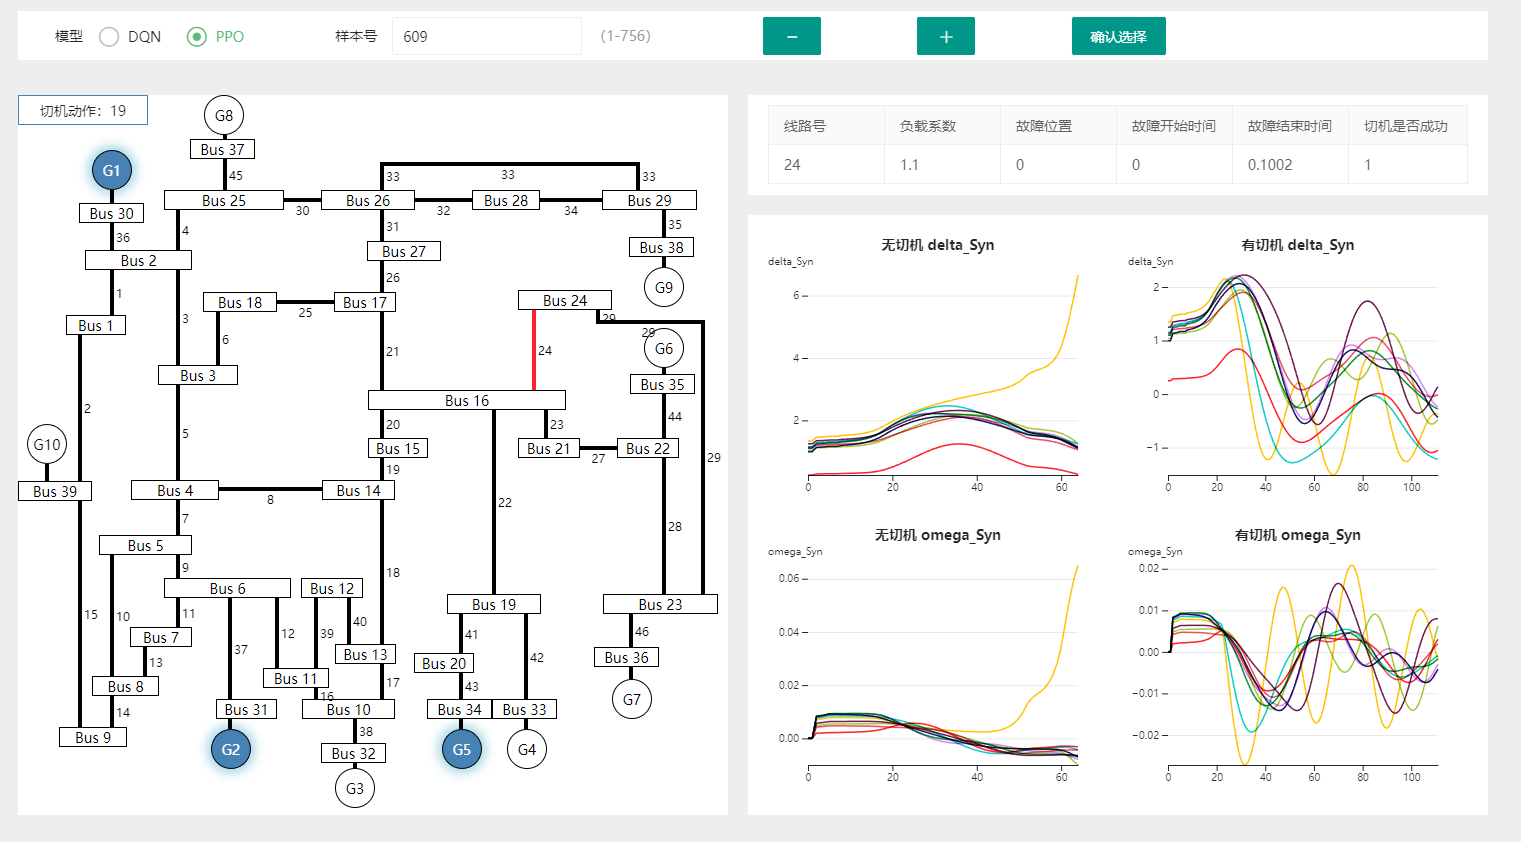 模型 DQN PPO 样本号 609 (1-756) − + 确认选择
切机动作：19
线路号 负载系数 故障位置 故障开始时间 故障结束时间 切机是否成功
24 1.1 0 0 0.1002 1
G8
Bus 37
45
G1
Bus 30
36
Bus 25 30 Bus 26 32 Bus 28 34 Bus 29
33 33 33
4
31
35
Bus 2
Bus 27
Bus 38
1
3
26
G9
Bus 18 25 Bus 17
Bus 24
29
29
Bus 1
6
21
24
G6
Bus 3
Bus 35
2
5
Bus 16
44
20
23
G10
Bus 15
Bus 21 27 Bus 22
29
19
Bus 39
Bus 4 8 Bus 14
22
28
7
Bus 5
9
18
Bus 6
Bus 12
Bus 19
Bus 23
15
10
11
12
39
40
41
42
46
Bus 7
37
13
Bus 13
Bus 20
Bus 36
Bus 8
Bus 11
17
43
G7
14
16
Bus 31
Bus 10
Bus 34 Bus 33
Bus 9
38
G2
Bus 32
G5
G4
G3
无切机 delta_Syn
delta_Syn
6
4
2
0 20 40 60
有切机 delta_Syn
delta_Syn
2
1
0
−1
0 20 40 60 80 100
无切机 omega_Syn
omega_Syn
0.06
0.04
0.02
0.00
0 20 40 60
有切机 omega_Syn
omega_Syn
0.02
0.01
0.00
−0.01
−0.02
0 20 40 60 80 100